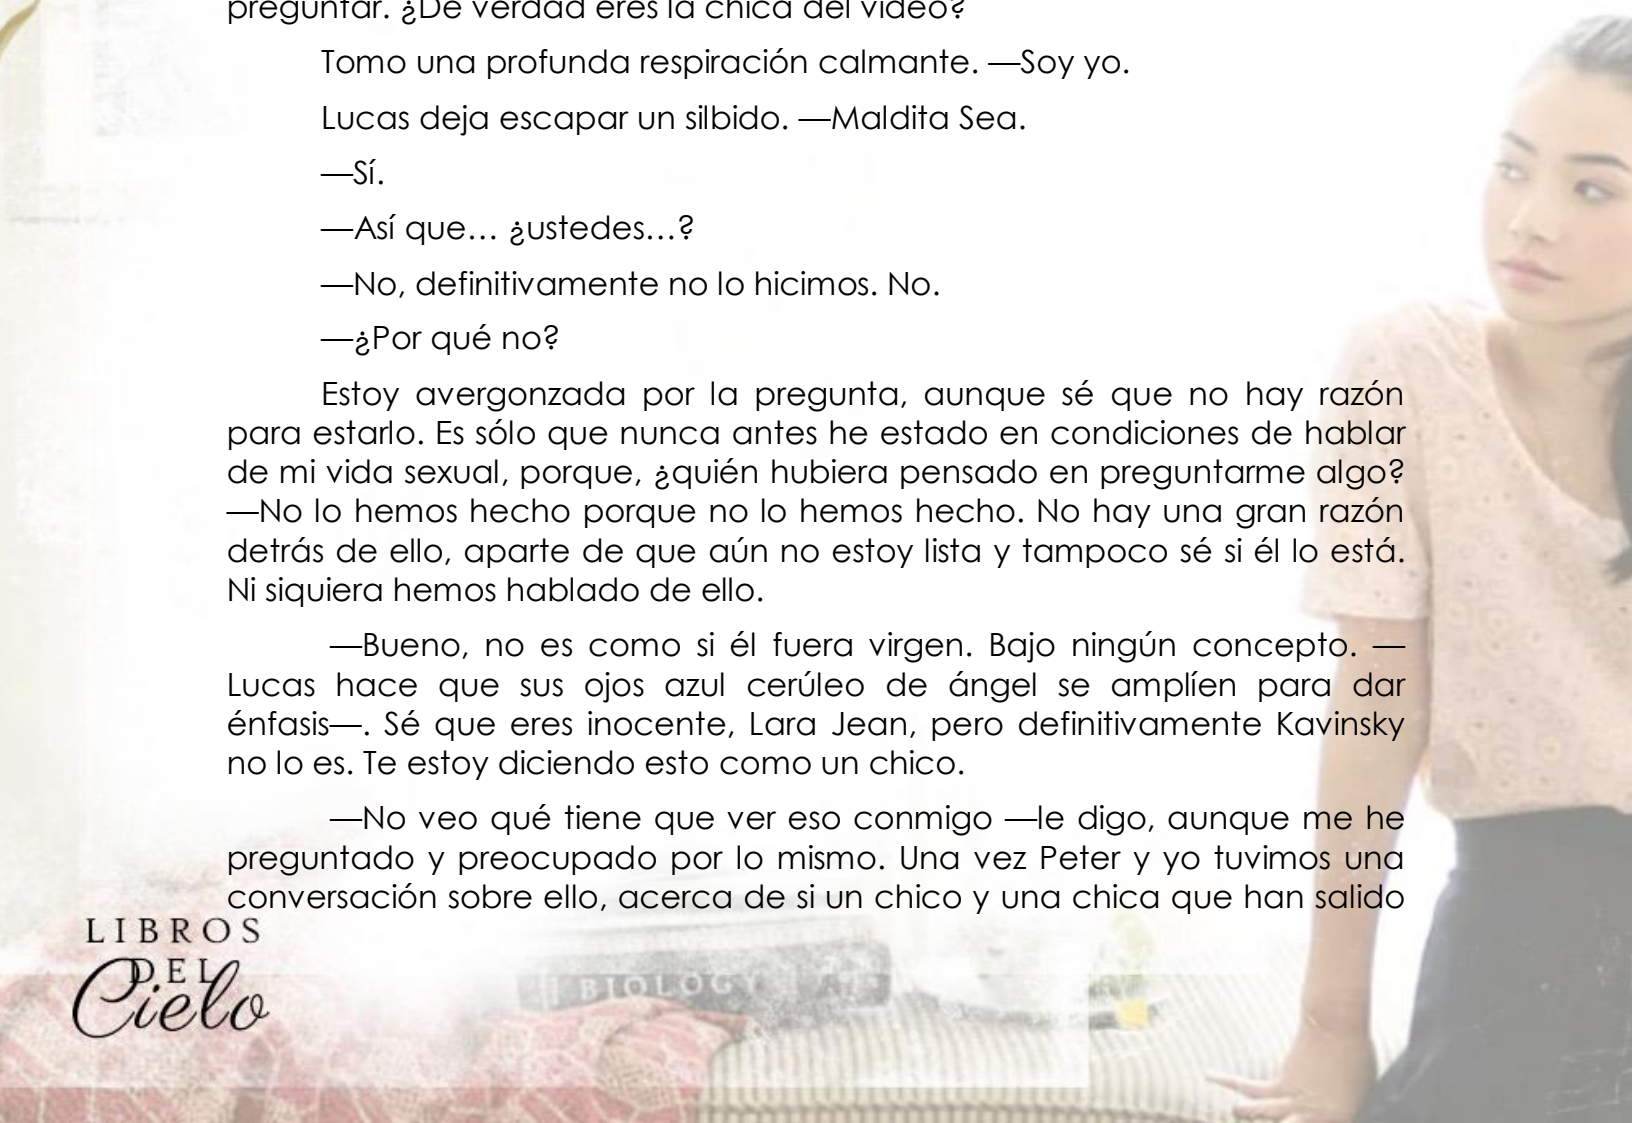 preguntar. ¿De verdad eres la chica del video?
Tomo una profunda respiración calmante. —Soy yo.
Lucas deja escapar un silbido. —Maldita Sea.
—Sí.
—Así que… ¿ustedes…?
—No, definitivamente no lo hicimos. No.
—¿Por qué no?
Estoy avergonzada por la pregunta, aunque sé que no hay razón
para estarlo. Es sólo que nunca antes he estado en condiciones de hablar
de mi vida sexual, porque, ¿quién hubiera pensado en preguntarme algo?
—No lo hemos hecho porque no lo hemos hecho. No hay una gran razón
detrás de ello, aparte de que aún no estoy lista y tampoco sé si él lo está.
Ni siquiera hemos hablado de ello.
—Bueno, no es como si él fuera virgen. Bajo ningún concepto. —
Lucas hace que sus ojos azul cerúleo de ángel se amplíen para dar
énfasis—. Sé que eres inocente, Lara Jean, pero definitivamente Kavinsky
no lo es. Te estoy diciendo esto como un chico.
—No veo qué tiene que ver eso conmigo —le digo, aunque me he
preguntado y preocupado por lo mismo. Una vez Peter y yo tuvimos una
conversación sobre ello, acerca de si un chico y una chica que han salido
LIBROS
DEL
Cielo
BIOLOGY